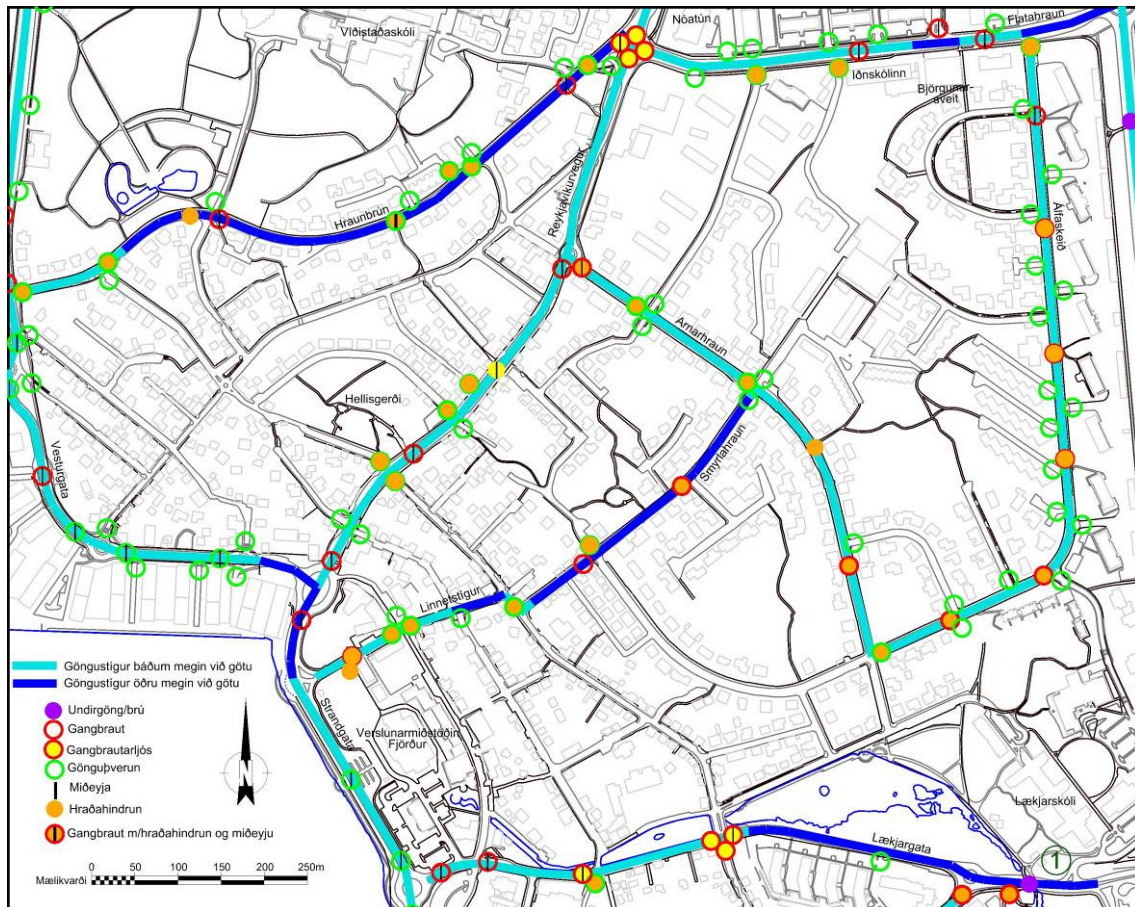 Víðistaðaskóli
Nóatún
Flatahraun
Iðnskólinn
Björgunar-
sveit
Reykjavíkurvegur
Hraunbrún
Álfaskeið
Arnarhraun
Hellisgerði
Smyrlahraun
Vesturgata
Linnetstígur
Göngustígur báðum megin við götu
Göngustígur öðru megin við götu
Undirgöng/brú
Gangbraut
Gangbrautarljós
Gönguþverun
Miðeyja
Hraðahindrun
Gangbraut m/hraðahindrun og miðeyju
N
Strandgata
Verslunarmiðstöðin
Fjörður
Lækjarskóli
Lækjargata
1
0 50 100 150 200 250m
Mælikvarði